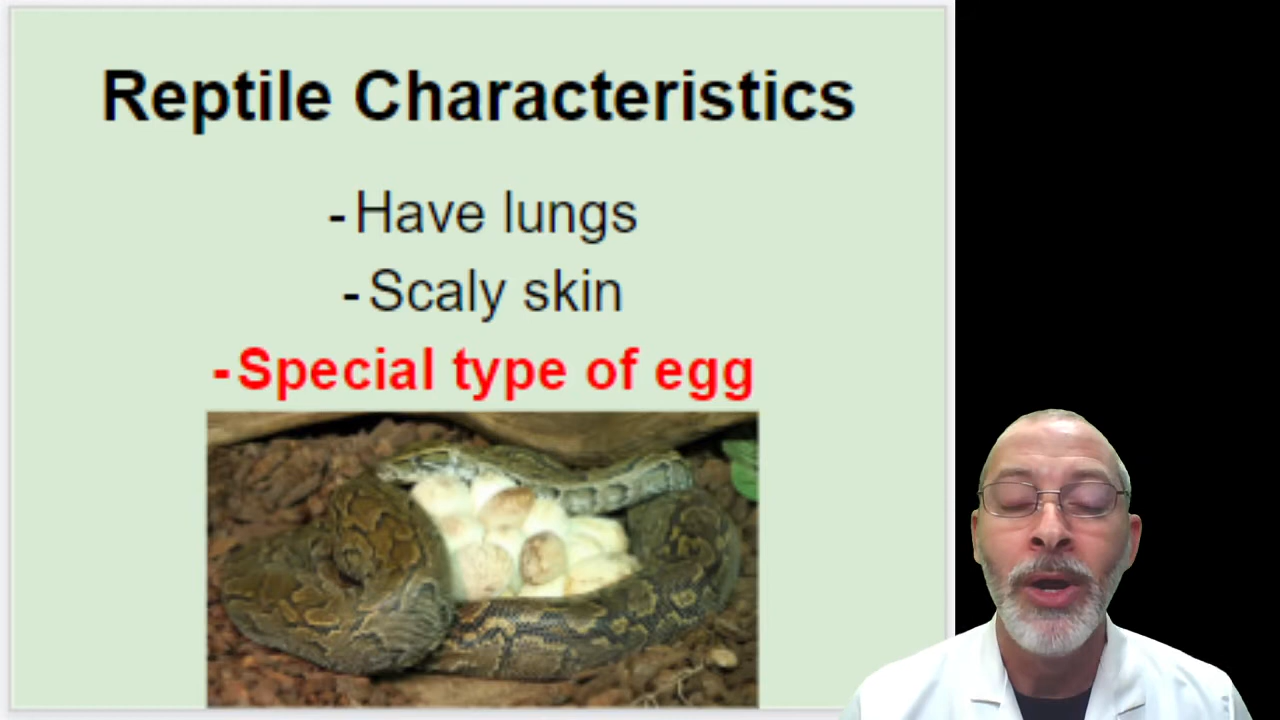 Reptile Characteristics
- Have lungs
- Scaly skin
- Special type of egg